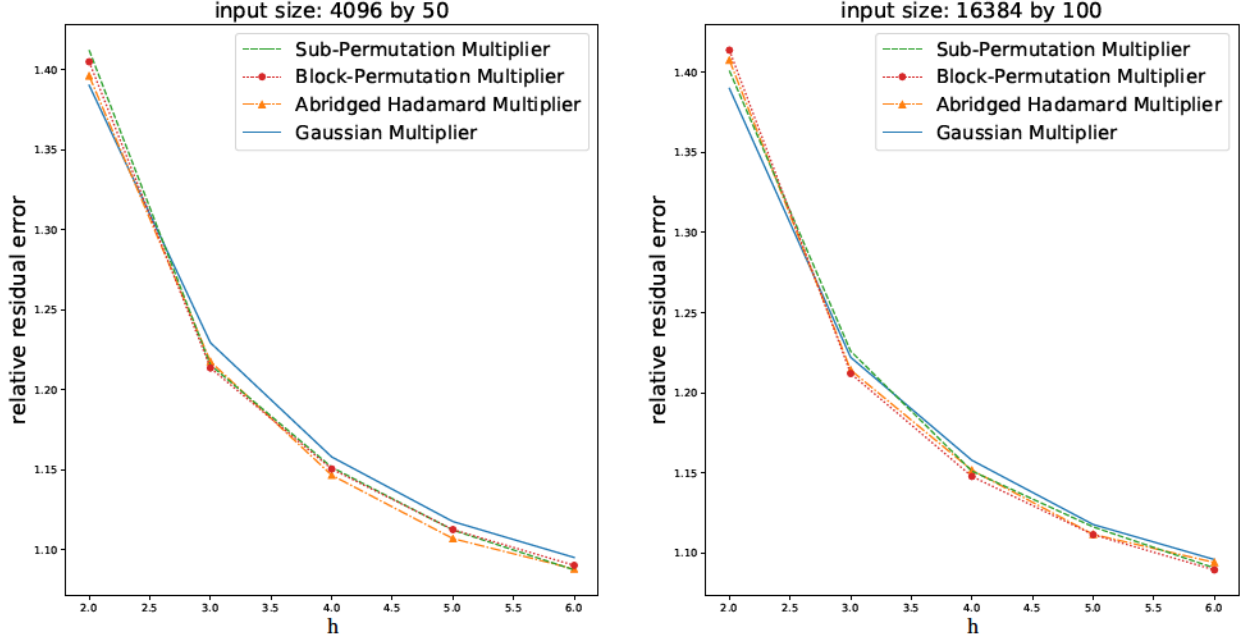 input size: 4096 by 50
Sub-Permutation Multiplier
Block-Permutation Multiplier
Abridged Hadamard Multiplier
Gaussian Multiplier
relative residual error
1.40
1.35
1.30
1.25
1.20
1.15
1.10
2.0 2.5 3.0 3.5 4.0 4.5 5.0 5.5 6.0
h
input size: 16384 by 100
Sub-Permutation Multiplier
Block-Permutation Multiplier
Abridged Hadamard Multiplier
Gaussian Multiplier
relative residual error
1.40
1.35
1.30
1.25
1.20
1.15
1.10
2.0 2.5 3.0 3.5 4.0 4.5 5.0 5.5 6.0
h